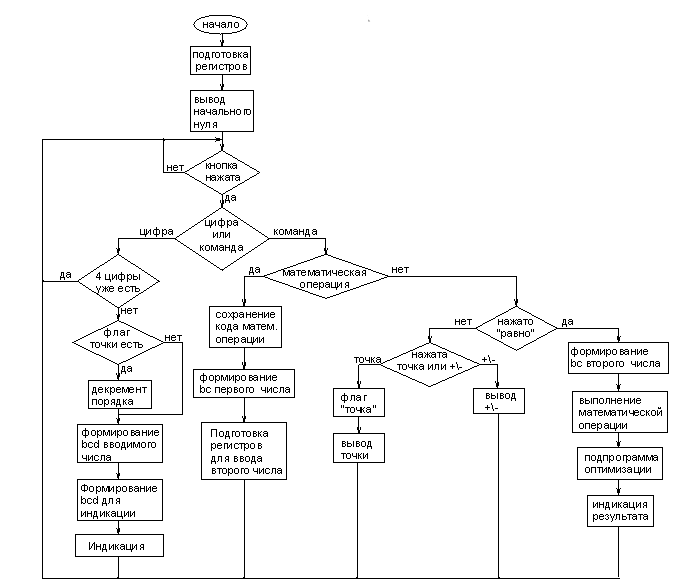 начало
подготовка
регистров
вывод
начального
нуля
кнопка
нажата
нет
да
цифра
или
команда
цифра
команда
4 цифры
уже есть
да
нет
флаг
точки есть
нет
да
декремент
порядка
формирование
bcd вводимого
числа
Формирование
bcd для
индикации
Индикация
математическая
операция
да
нет
сохранение
кода матем.
операции
формирование
bc первого числа
Подготовка
регистров
для ввода
второго числа
нажато
"равно"
нет
да
нажата
точка или +\-
точка
+\-
флаг
"точка"
вывод
точки
вывод
+\-
формирование
bc второго числа
выполнение
математической
операции
подпрограмма
оптимизации
индикация
результата